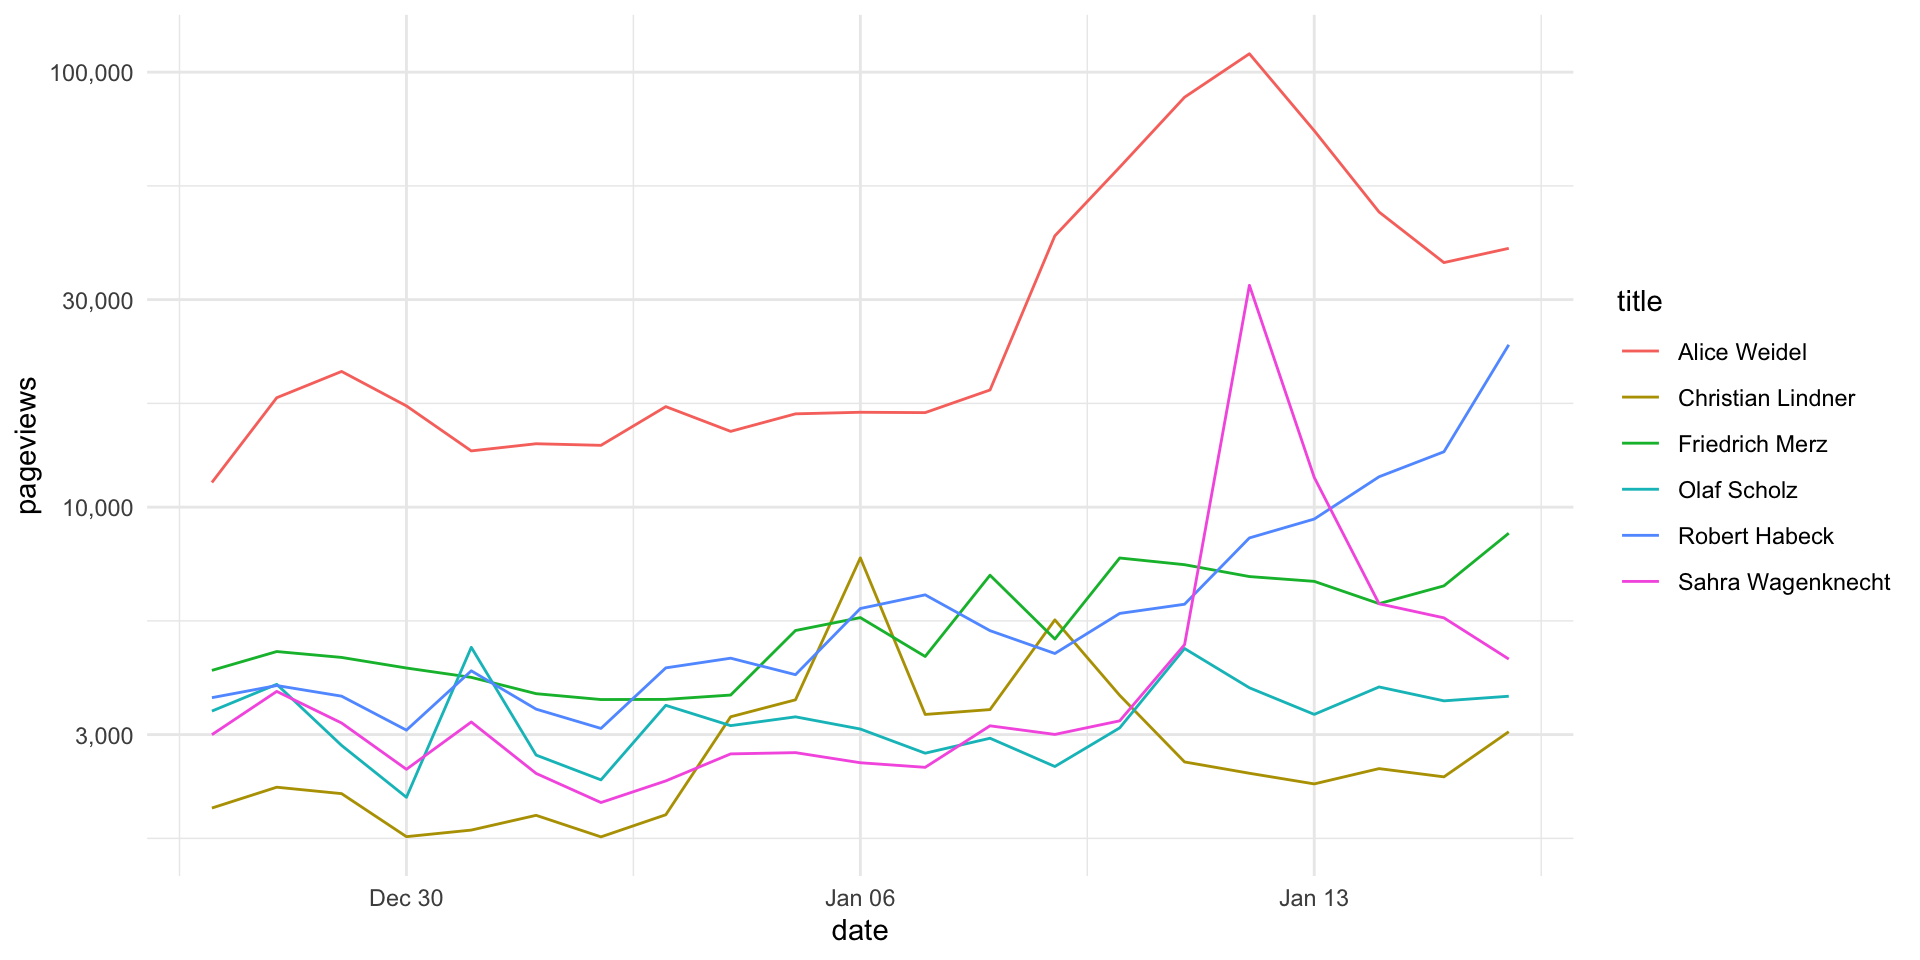 pageviews
100,000
30,000
10,000
3,000
Dec 30
Jan 06
Jan 13
date
title
Alice Weidel
Christian Lindner
Friedrich Merz
Olaf Scholz
Robert Habeck
Sahra Wagenknecht